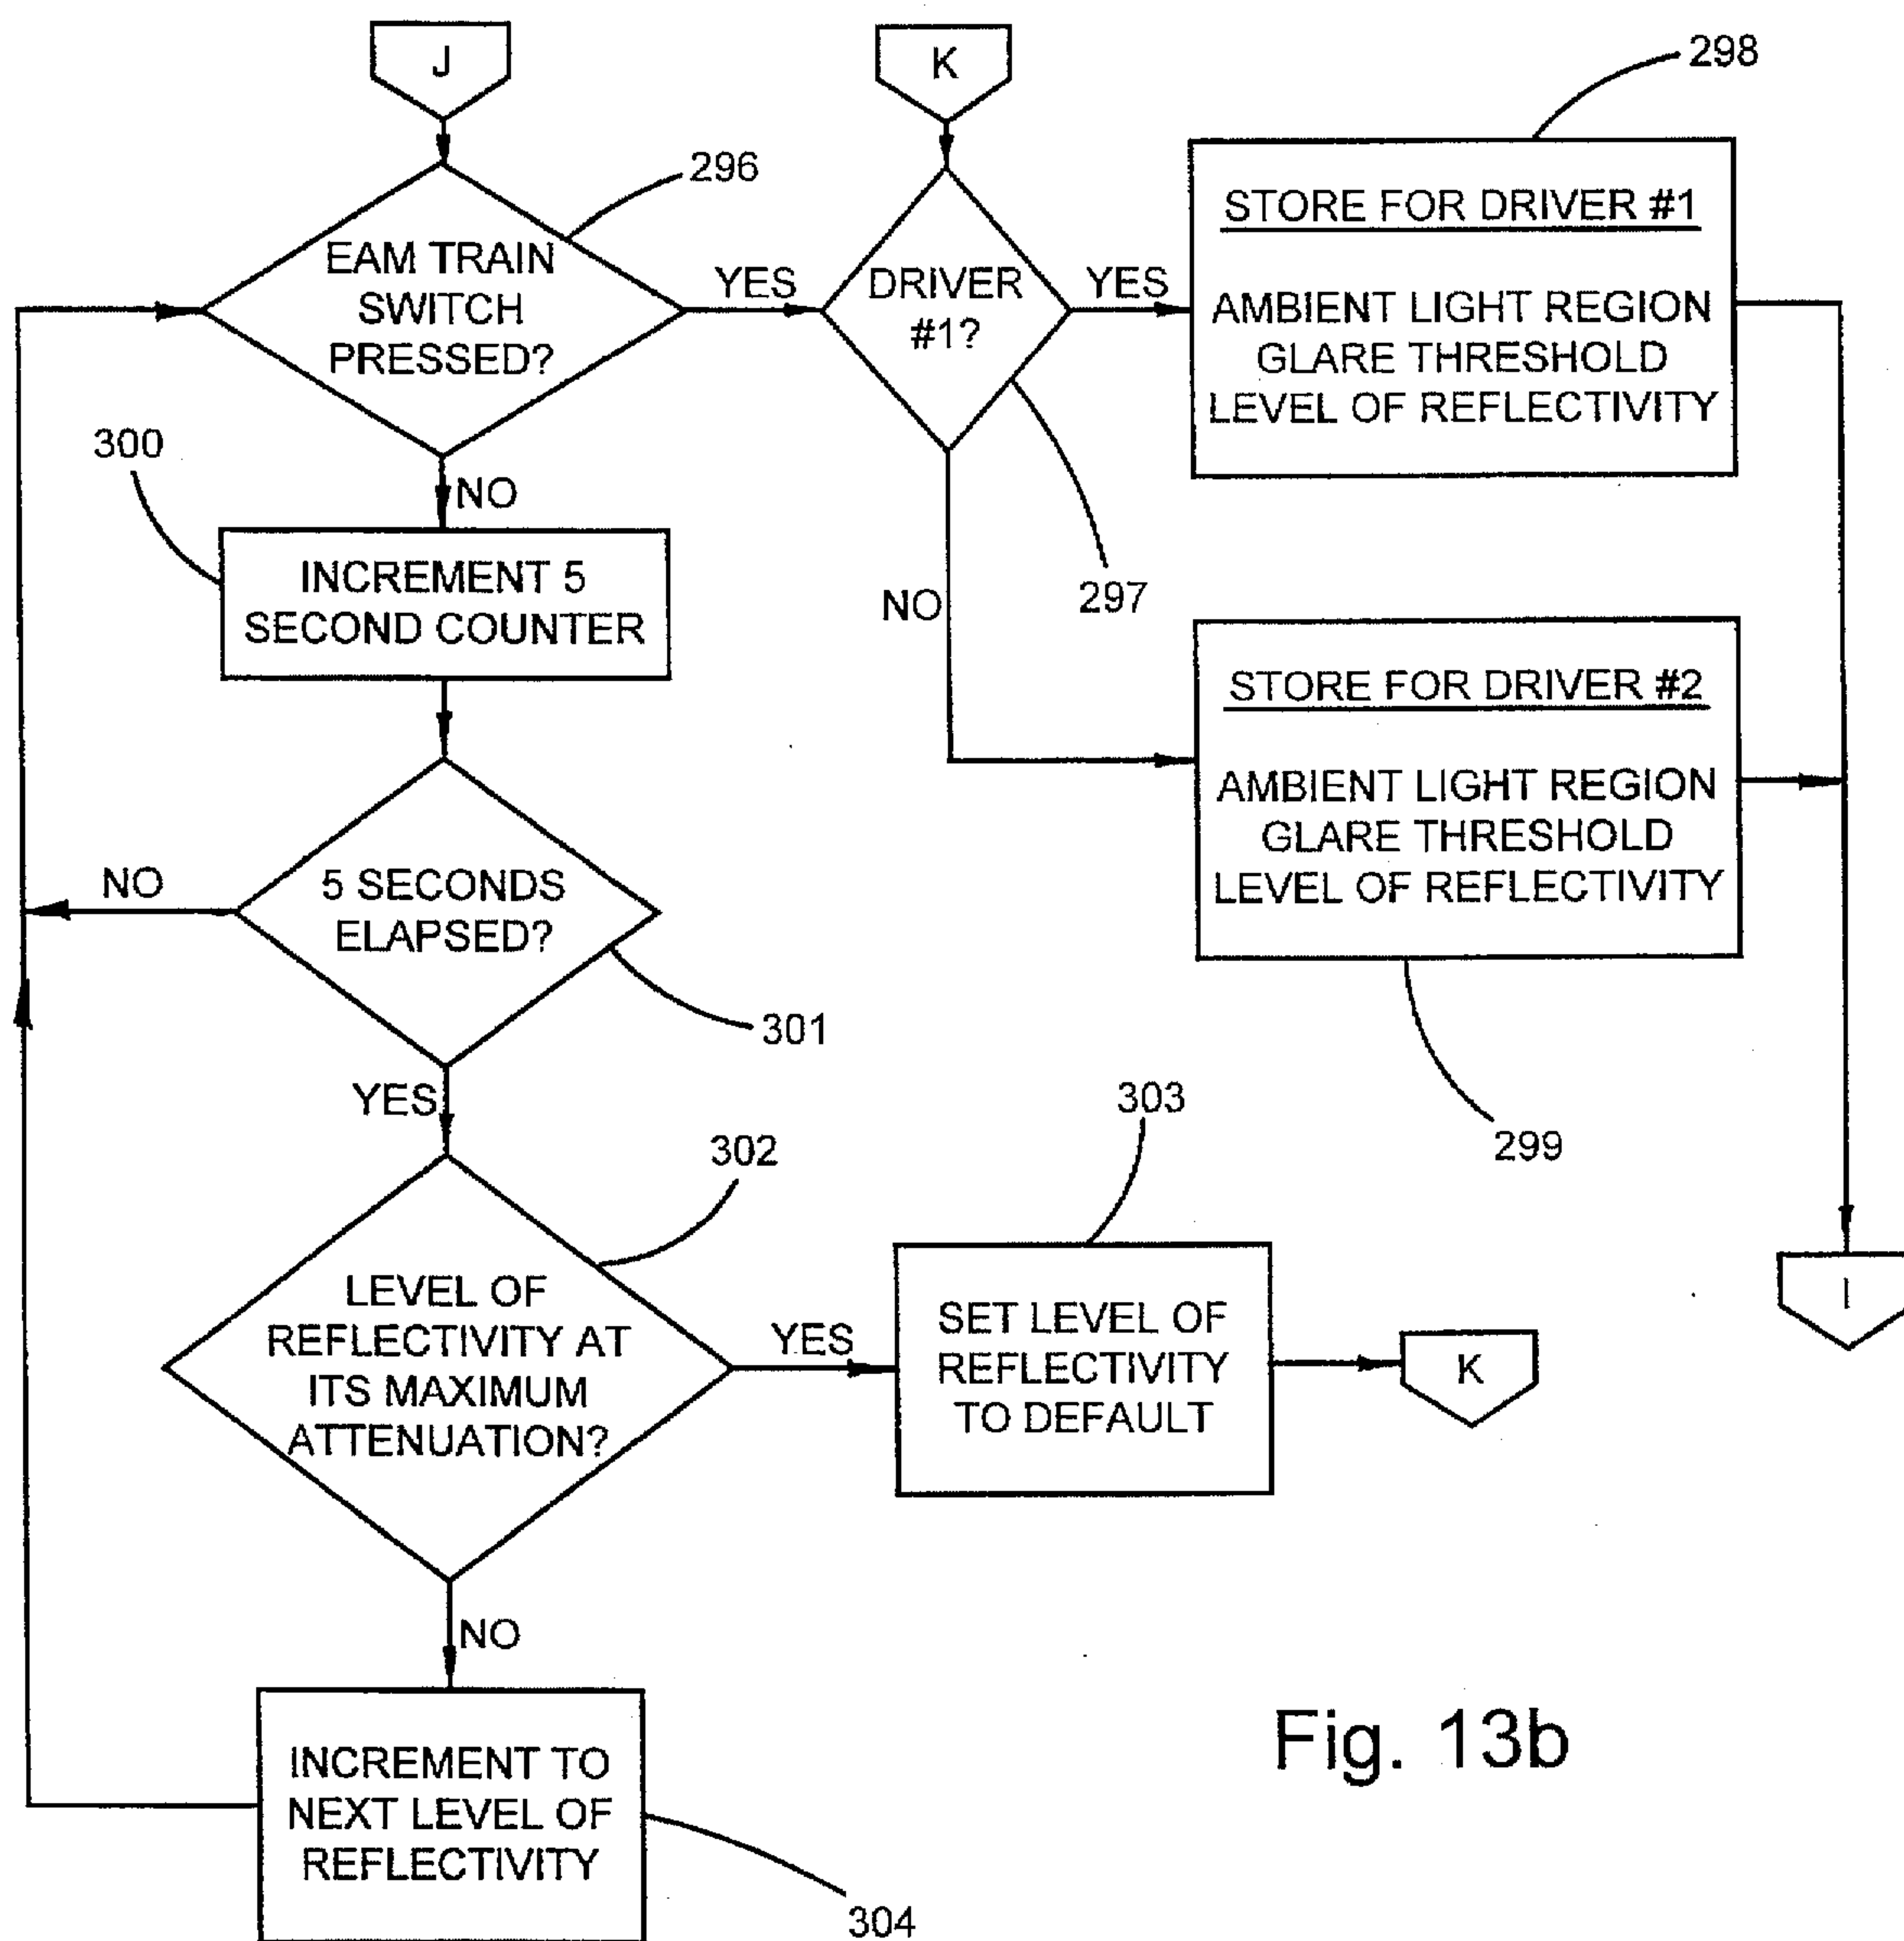 J
K
298
296
EAM TRAIN
SWITCH
PRESSED?
YES
DRIVER
#1?
YES
STORE FOR DRIVER #1
AMBIENT LIGHT REGION
GLARE THRESHOLD
LEVEL OF REFLECTIVITY
300
NO
297
INCREMENT 5
SECOND COUNTER
NO
STORE FOR DRIVER #2
AMBIENT LIGHT REGION
GLARE THRESHOLD
LEVEL OF REFLECTIVITY
NO
5 SECONDS
ELAPSED?
301
299
YES
302
303
LEVEL OF
REFLECTIVITY AT
ITS MAXIMUM
ATTENUATION?
YES
SET LEVEL OF
REFLECTIVITY
TO DEFAULT
K
I
NO
INCREMENT TO
NEXT LEVEL OF
REFLECTIVITY
304
Fig. 13b